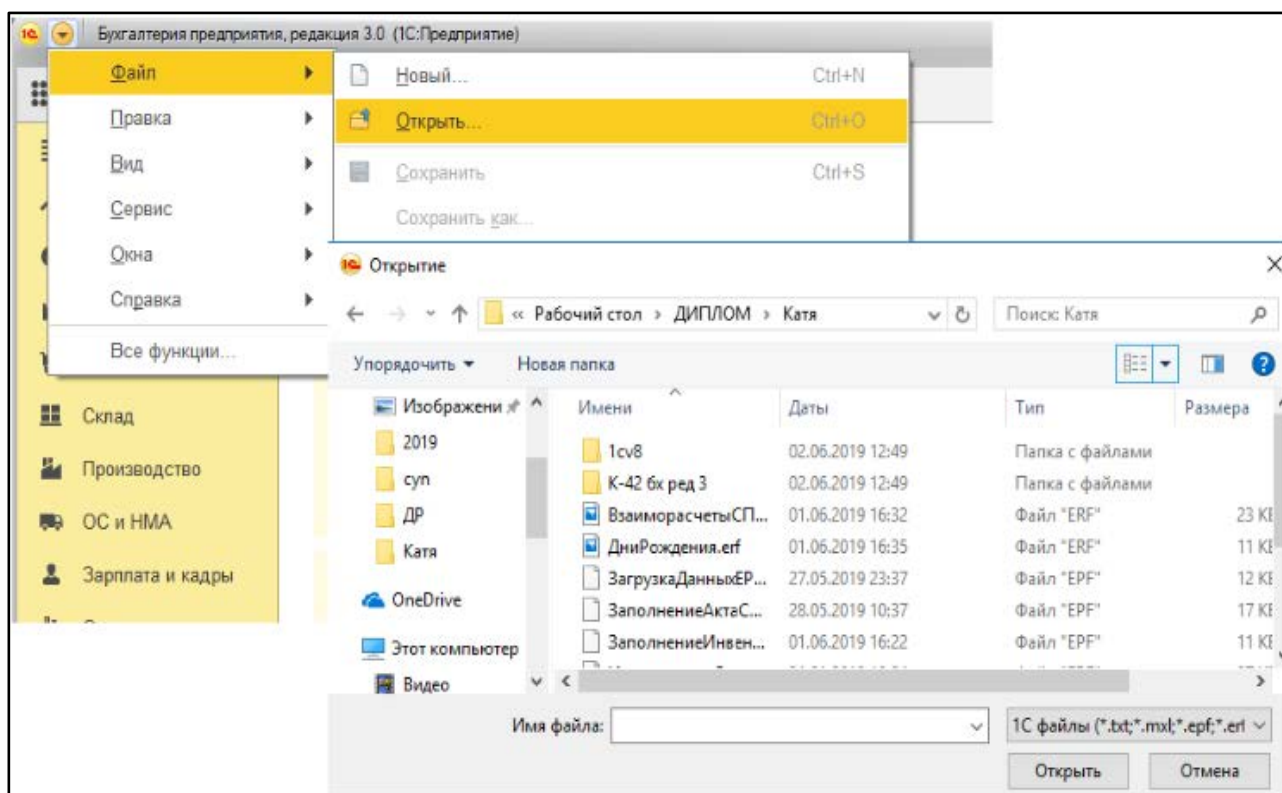 Бухгалтерия предприятия, редакция 3.0 (1С:Предприятие)
Файл
Правка
Вид
Сервис
Окна
Справка
Все функции...
Новый... Ctrl+N
Открыть... Ctrl+O
Сохранить Ctrl+S
Сохранить как...
Склад
Производство
ОС и НМА
Зарплата и кадры
Открытие
« Рабочий стол › ДИПЛОМ › Катя
Поиск: Катя
Упорядочить Новая папка
Изображени
2019
суп
ДР
Катя
OneDrive
Этот компьютер
Видео
Имени Даты Тип Размера
1cv8 02.06.2019 12:49 Папка с файлами
К-42 бх ред 3 02.06.2019 12:49 Папка с файлами
ВзаиморасчетыСП... 01.06.2019 16:32 Файл "ERF" 23 КБ
ДниРождения.erf 01.06.2019 16:35 Файл "ERF" 11 КБ
ЗагрузкаДанныхЕР... 27.05.2019 23:37 Файл "EPF" 12 КБ
ЗаполнениеАктаС... 28.05.2019 10:37 Файл "EPF" 17 КБ
ЗаполнениеИнвен... 01.06.2019 16:22 Файл "EPF" 11 КБ
Имя файла:
1С файлы (*.txt;*.mxl;*.epf;*.erf
Открыть Отмена